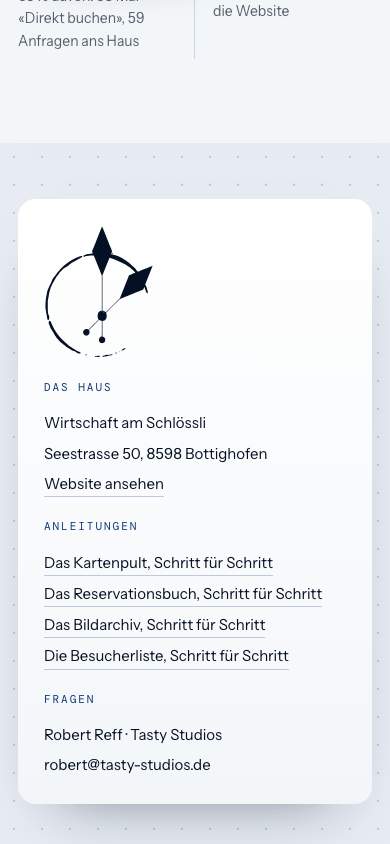 «Direkt buchen», 59
Anfragen ans Haus
die Website
DAS HAUS
Wirtschaft am Schlössli
Seestrasse 50, 8598 Bottighofen
Website ansehen
ANLEITUNGEN
Das Kartenpult, Schritt für Schritt
Das Reservationsbuch, Schritt für Schritt
Das Bildarchiv, Schritt für Schritt
Die Besucherliste, Schritt für Schritt
FRAGEN
Robert Reff · Tasty Studios
robert@tasty-studios.de